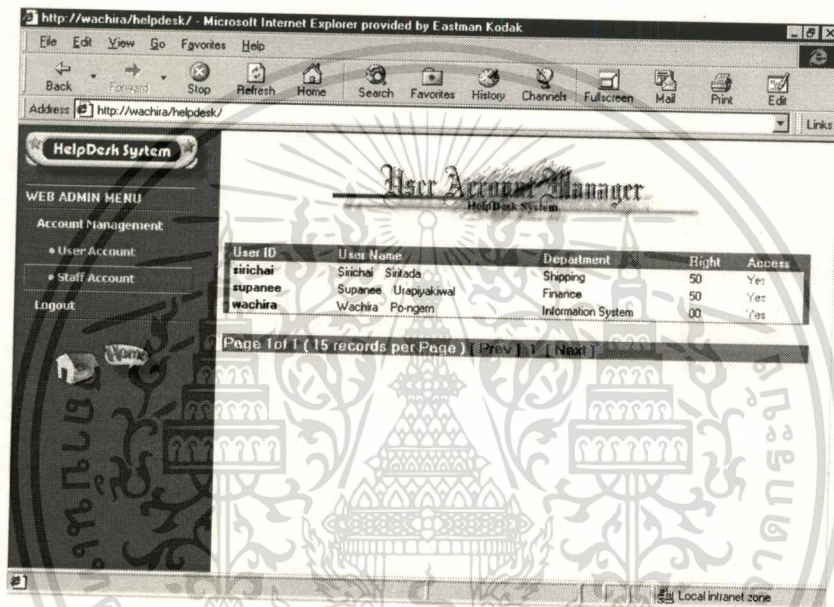 http://wachira/helpdesk/ - Microsoft Internet Explorer provided by Eastman Kodak
File Edit View Go Favorites Help
Back Forward Stop Refresh Home Search Favorites History Channels Fullscreen Mail Print Edit
Address http://wachira/helpdesk/ Links
HelpDesk System
User Account Manager
HelpDesk System
WEB ADMIN MENU
Account Management
User Account
Staff Account
Logout
Home
User ID User Name Department Right Access
sirichai Sirichai Siritada Shipping 50 Yes
supanee Supanee Urapiyakiwal Finance 50 Yes
wachira Wachira Po-ngern Information System 00 Yes
Page 1of 1 ( 15 records per Page ) [ Prev ] 1 [ Next ]
Local intranet zone